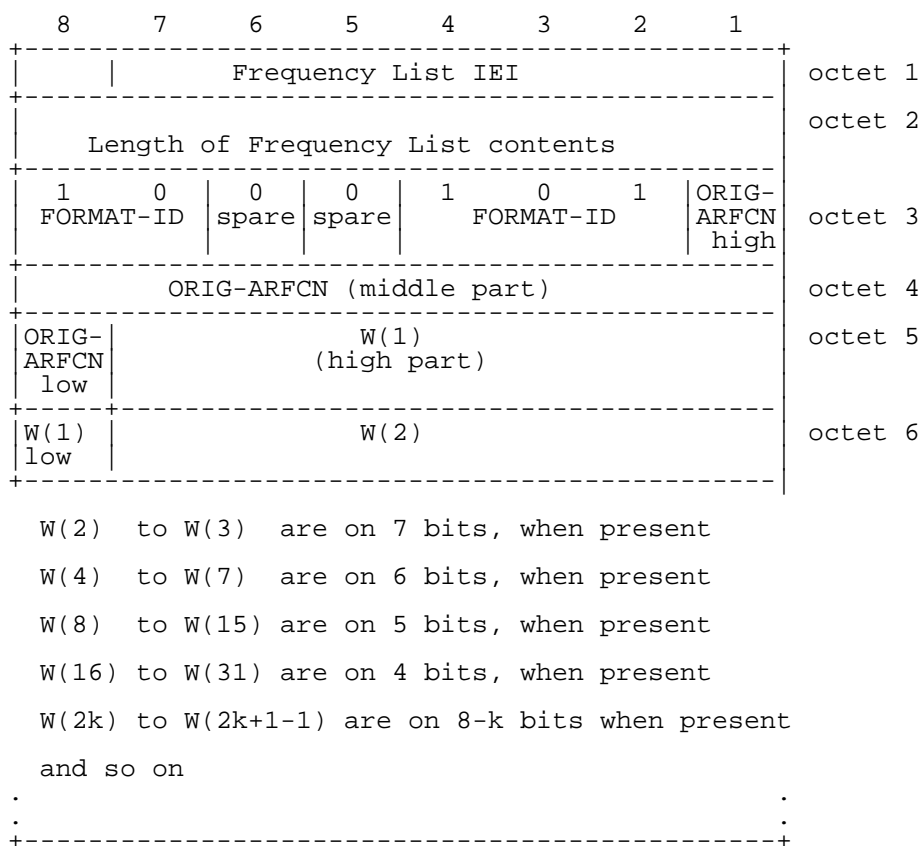 8 7 6 5 4 3 2 1
Frequency List IEI octet 1
octet 2
Length of Frequency List contents
1 0 0 0 1 0 1 ORIG-
FORMAT-ID spare spare FORMAT-ID ARFCN octet 3
high
ORIG-ARFCN (middle part) octet 4
ORIG- W(1) octet 5
ARFCN (high part)
low
W(1) W(2) octet 6
low
W(2) to W(3) are on 7 bits, when present
W(4) to W(7) are on 6 bits, when present
W(8) to W(15) are on 5 bits, when present
W(16) to W(31) are on 4 bits, when present
W(2k) to W(2k+1-1) are on 8-k bits when present
and so on
. .
. .